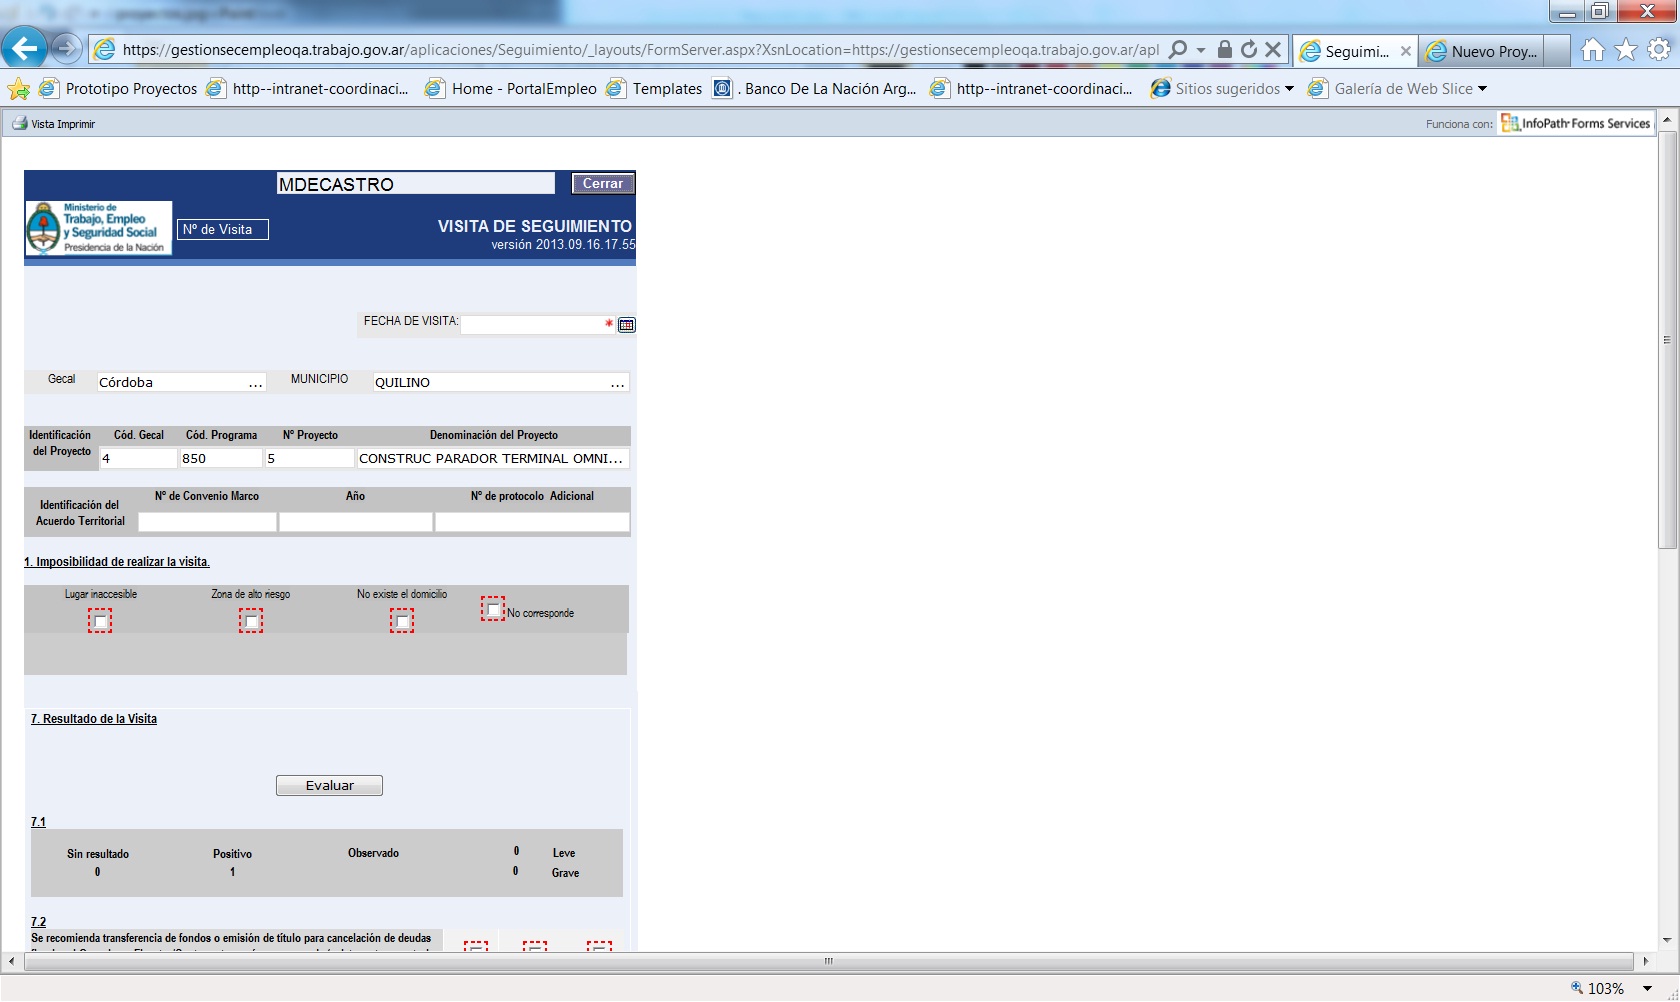 https://gestionsecempleoqa.trabajo.gov.ar/aplicaciones/Seguimiento/_layouts/FormServer.aspx?XsnLocation=https://gestionsecempleoqa.trabajo.gov.ar/apl
Seguimi...
Nuevo Proy...
Prototipo Proyectos
http--intranet-coordinaci...
Home - PortalEmpleo
Templates
. Banco De La Nación Arg...
http--intranet-coordinaci...
Sitios sugeridos
Galería de Web Slice
Vista Imprimir
Funciona con: InfoPath Forms Services
MDECASTRO
Cerrar
Ministerio de
Trabajo, Empleo
y Seguridad Social
Presidencia de la Nación
Nº de Visita
VISITA DE SEGUIMIENTO
versión 2013.09.16.17.55
FECHA DE VISITA: *
Gecal Córdoba ... MUNICIPIO QUILINO ...
Identificación del Proyecto
Cód. Gecal Cód. Programa Nº Proyecto Denominación del Proyecto
4 850 5 CONSTRUC PARADOR TERMINAL OMNI...
Identificación del Acuerdo Territorial
Nº de Convenio Marco Año Nº de protocolo Adicional
1. Imposibilidad de realizar la visita.
Lugar inaccesible Zona de alto riesgo No existe el domicilio No corresponde
7. Resultado de la Visita
Evaluar
7.1
Sin resultado Positivo Observado 0 Leve
0 1 0 Grave
7.2
Se recomienda transferencia de fondos o emisión de título para cancelación de deudas
103%